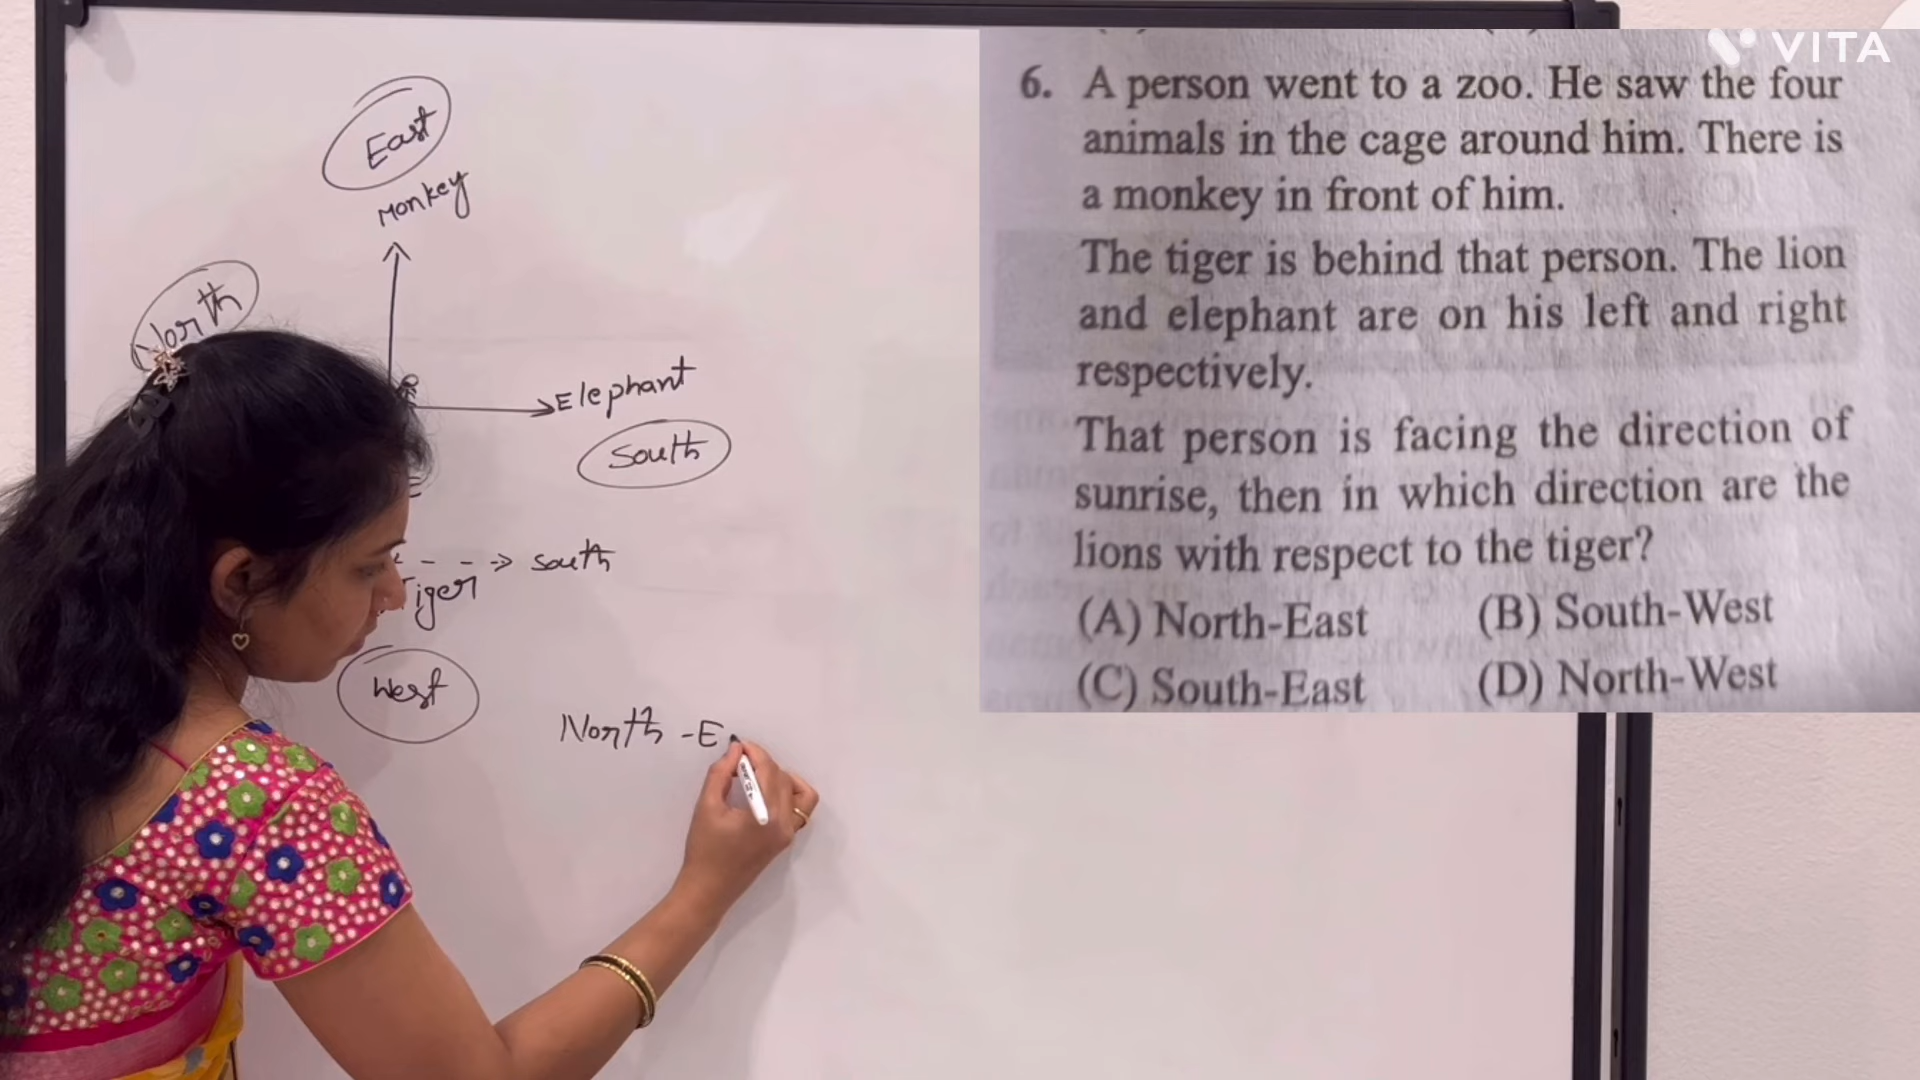 VITA
6. A person went to a zoo. He saw the four
animals in the cage around him. There is
a monkey in front of him.
The tiger is behind that person. The lion
and elephant are on his left and right
respectively.
That person is facing the direction of
sunrise, then in which direction are the
lions with respect to the tiger?
(A) North-East (B) South-West
(C) South-East (D) North-West
East
Monkey
North
Elephant
South
E
South
Tiger
West
North - E